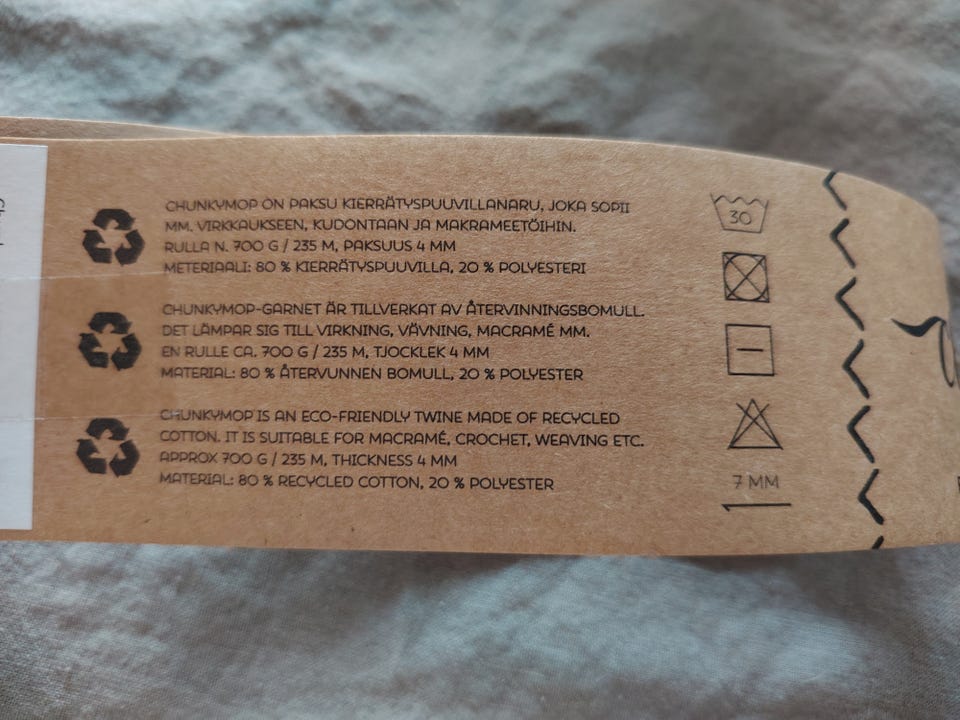 CHUNKYMOP ON PAKSU KIERRÄTYSPUUVILLANARU, JOKA SOPII
MM. VIRKKAUKSEEN, KUDONTAAN JA MAKRAMEETÖIHIN.
RULLA N. 700 G / 235 M, PAKSUUS 4 MM
METERIAALI: 80 % KIERRÄTYSPUUVILLA, 20 % POLYESTERI
CHUNKYMOP-GARNET ÄR TILLVERKAT AV ÅTERVINNINGSBOMULL.
DET LÄMPAR SIG TILL VIRKNING, VÄVNING, MACRAMÉ MM.
EN RULLE CA. 700 G / 235 M, TJOCKLEK 4 MM
MATERIAL: 80 % ÅTERVUNNEN BOMULL, 20 % POLYESTER
CHUNKYMOP IS AN ECO-FRIENDLY TWINE MADE OF RECYCLED
COTTON. IT IS SUITABLE FOR MACRAMÉ, CROCHET, WEAVING ETC.
APPROX 700 G / 235 M, THICKNESS 4 MM
MATERIAL: 80 % RECYCLED COTTON, 20 % POLYESTER
30
7 MM